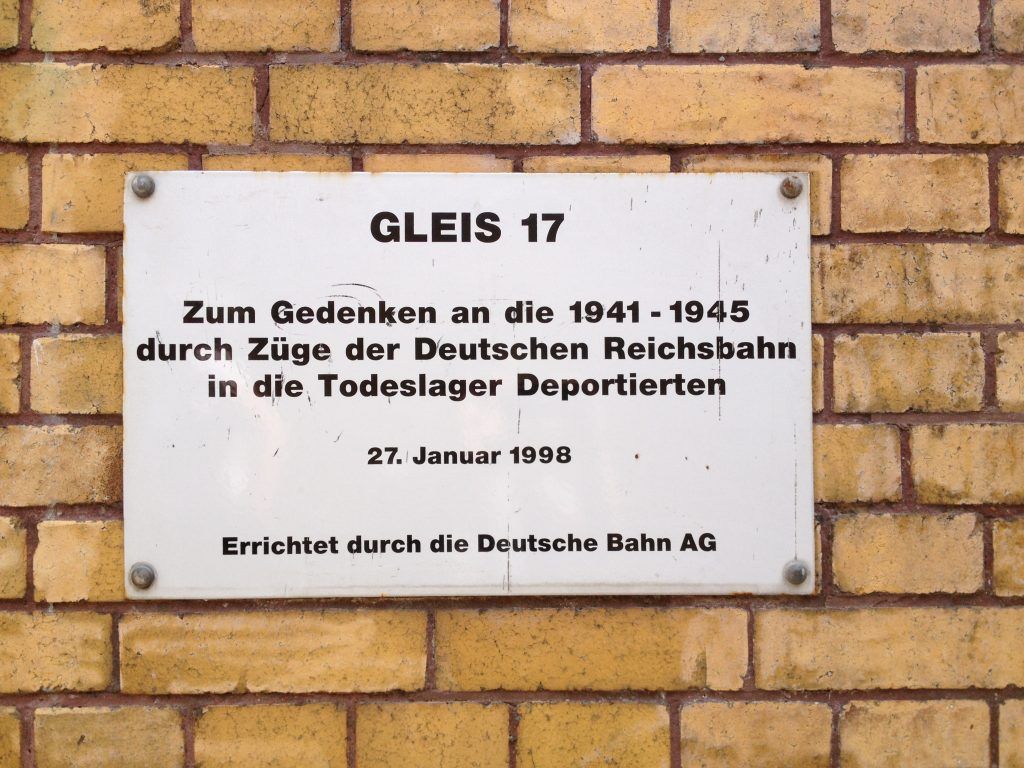 GLEIS 17
Zum Gedenken an die 1941 - 1945
durch Züge der Deutschen Reichsbahn
in die Todeslager Deportierten
27. Januar 1998
Errichtet durch die Deutsche Bahn AG